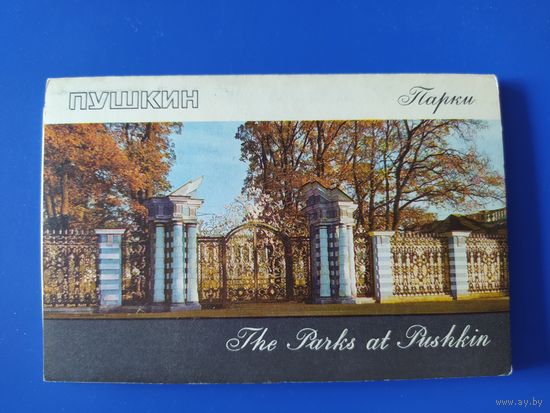 ПУШКИН Парки
The Parks at Pushkin
www.ay.by